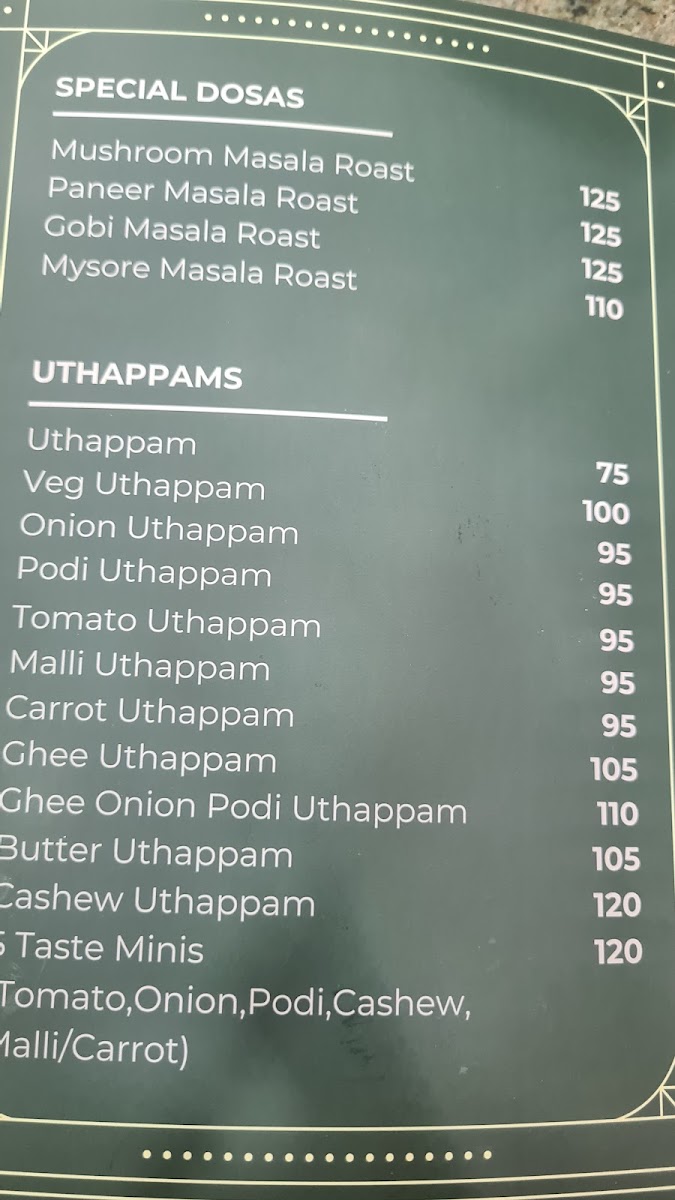 SPECIAL DOSAS
Mushroom Masala Roast 125
Paneer Masala Roast 125
Gobi Masala Roast 125
Mysore Masala Roast 110
UTHAPPAMS
Uthappam 75
Veg Uthappam 100
Onion Uthappam 95
Podi Uthappam 95
Tomato Uthappam 95
Malli Uthappam 95
Carrot Uthappam 95
Ghee Uthappam 105
Ghee Onion Podi Uthappam 110
Butter Uthappam 105
Cashew Uthappam 120
5 Taste Minis 120
Tomato,Onion,Podi,Cashew,
Malli/Carrot)